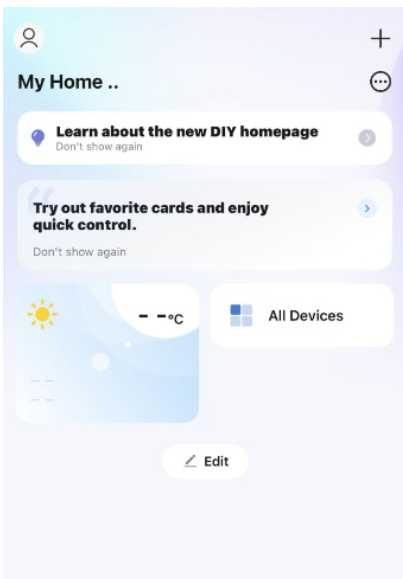 My Home ..
Learn about the new DIY homepage
Don't show again
Try out favorite cards and enjoy
quick control.
Don't show again
- -°C
All Devices
- -
- -
Edit